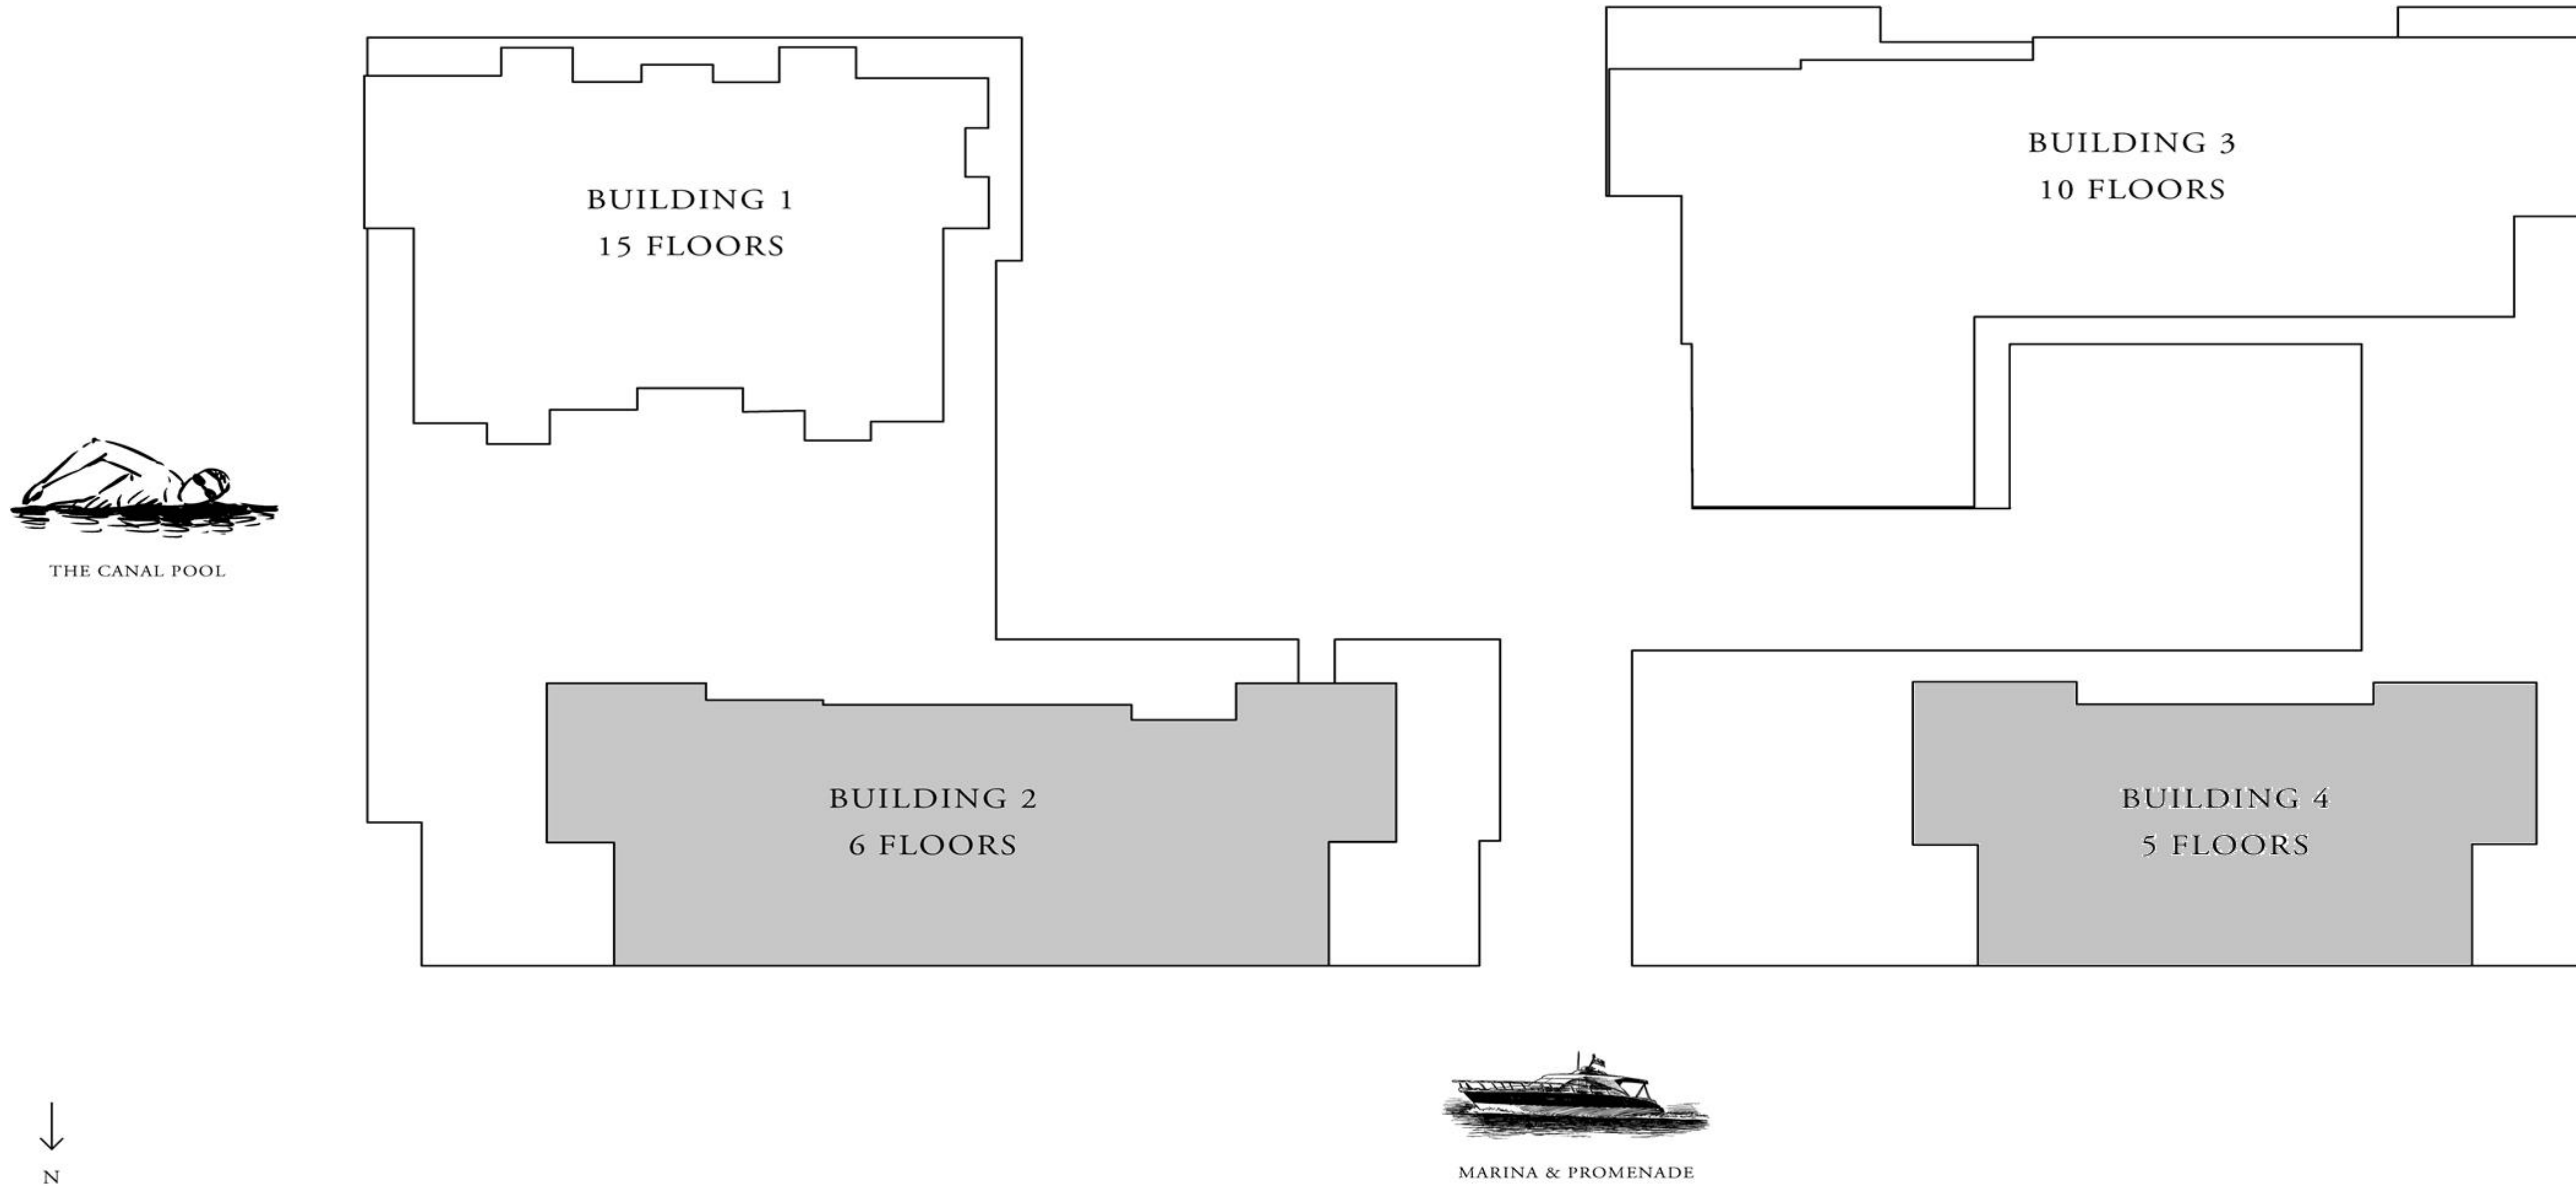 BUILDING 3
10 FLOORS
BUILDING 1
15 FLOORS
THE CANAL POOL
BUILDING 2
6 FLOORS
BUILDING 4
5 FLOORS
MARINA & PROMENADE
N